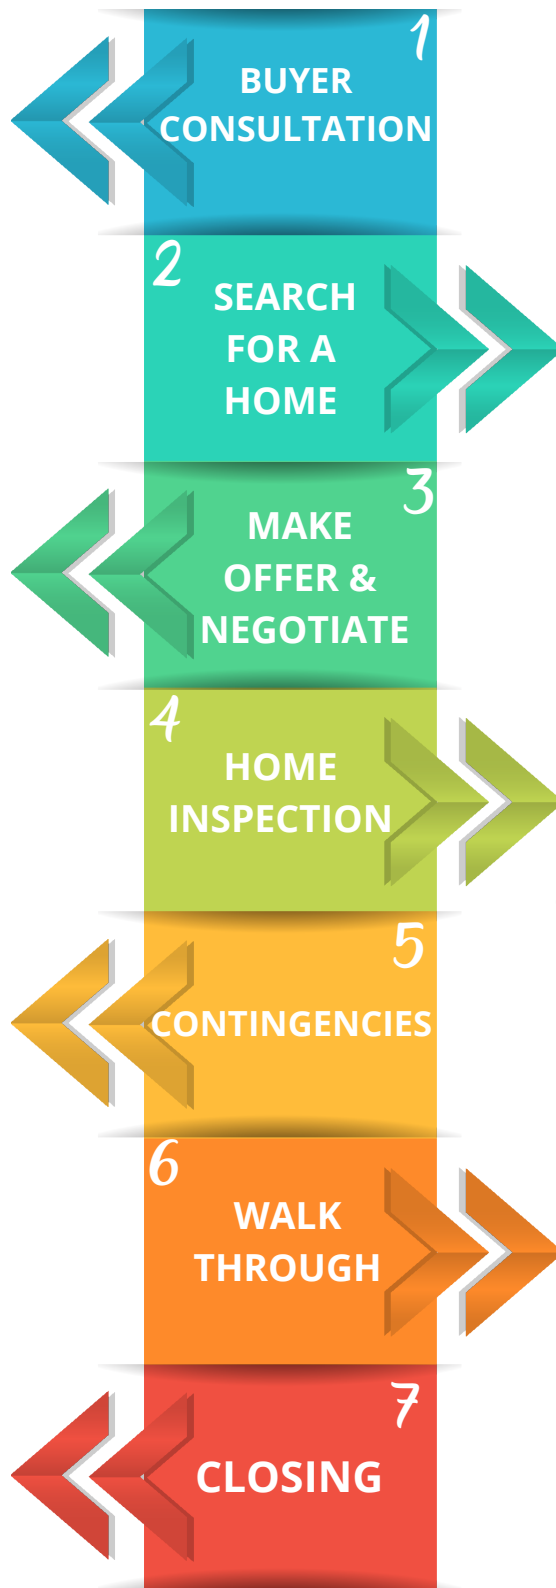 1
BUYER
CONSULTATION
2
SEARCH
FOR A
HOME
3
MAKE
OFFER &
NEGOTIATE
4
HOME
INSPECTION
5
CONTINGENCIES
6
WALK
THROUGH
7
CLOSING